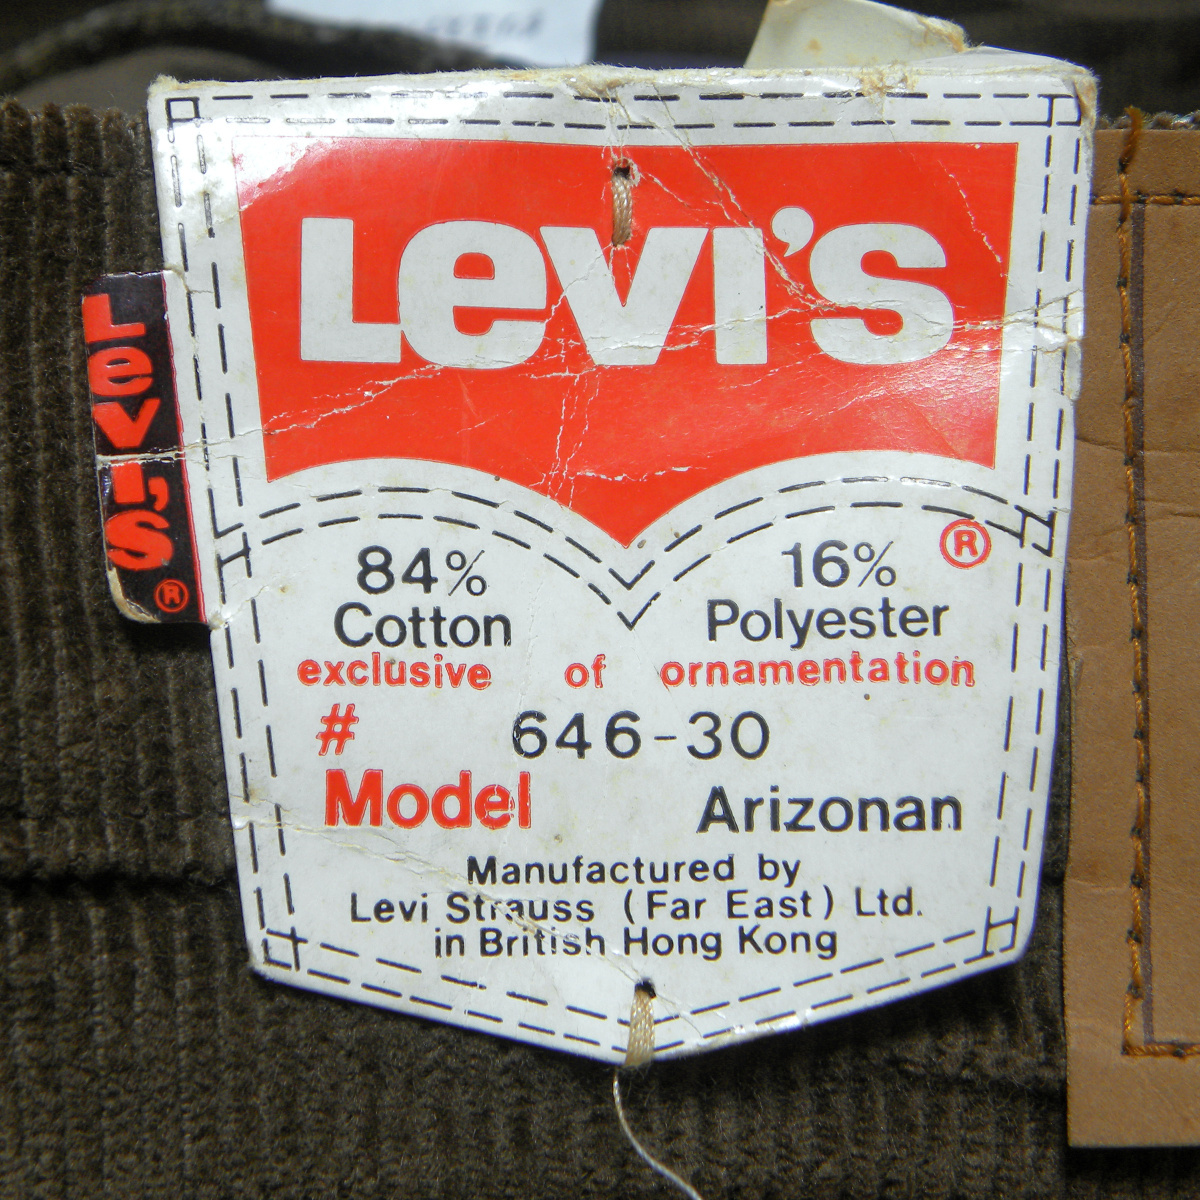 Levi's
Levi's
®
®
84% 16%
Cotton Polyester
exclusive of ornamentation
# 646-30
Model Arizonan
Manufactured by
Levi Strauss (Far East) Ltd.
in British Hong Kong